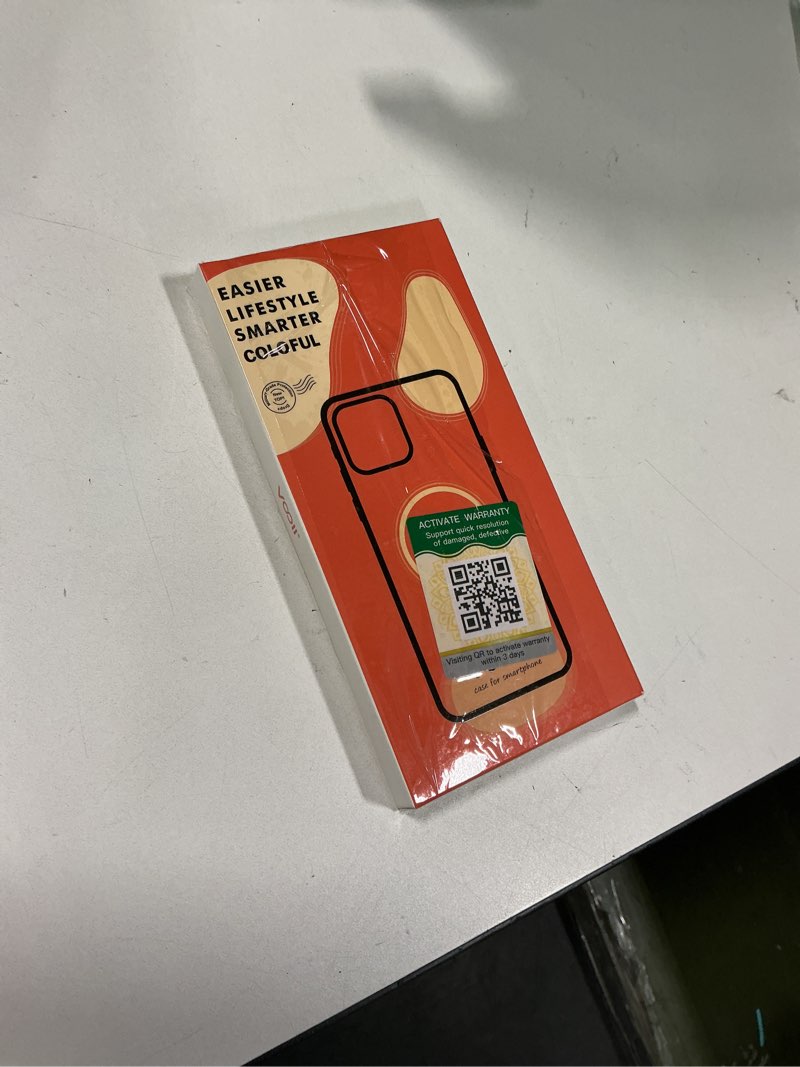 EASIER
LIFESTYLE
SMARTER
COLOFUL
Vooii
ACTIVATE WARRANTY
Support quick resolution
of damaged, defective
Visiting QR to activate warranty
within 3 days
case for smartphone